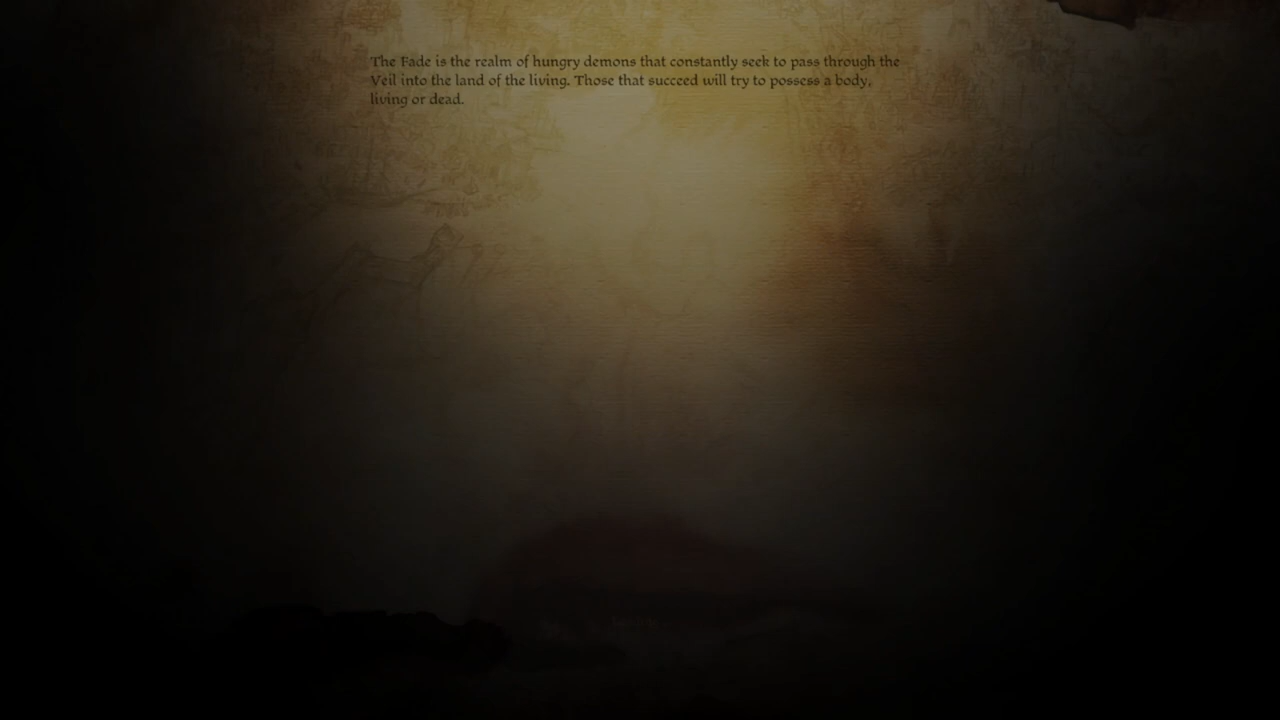 The Fade is the realm of hungry demons that constantly seek to pass through the
Veil into the land of the living. Those that succeed will try to possess a body,
living or dead.